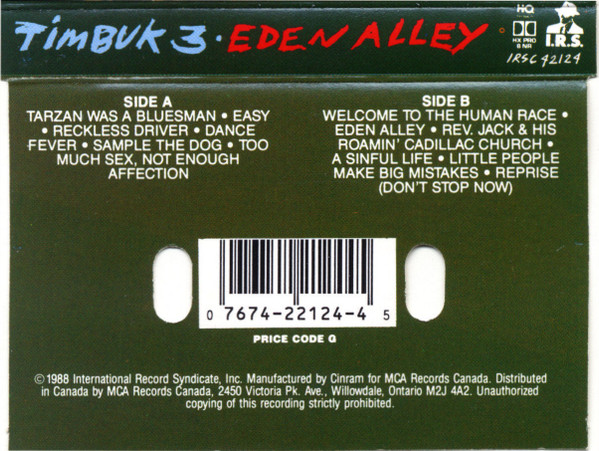 TimBUK 3 · EDEN ALLEY
HQ
HX PRO
B NR
I.R.S.
IRSC 42124
SIDE A
TARZAN WAS A BLUESMAN • EASY
• RECKLESS DRIVER • DANCE
FEVER • SAMPLE THE DOG • TOO
MUCH SEX, NOT ENOUGH
AFFECTION
SIDE B
WELCOME TO THE HUMAN RACE •
EDEN ALLEY • REV. JACK & HIS
ROAMIN' CADILLAC CHURCH •
A SINFUL LIFE • LITTLE PEOPLE
MAKE BIG MISTAKES • REPRISE
(DON'T STOP NOW)
0 7674-22124-4 5
PRICE CODE G
©1988 International Record Syndicate, Inc. Manufactured by Cinram for MCA Records Canada. Distributed
in Canada by MCA Records Canada, 2450 Victoria Pk. Ave., Willowdale, Ontario M2J 4A2. Unauthorized
copying of this recording strictly prohibited.